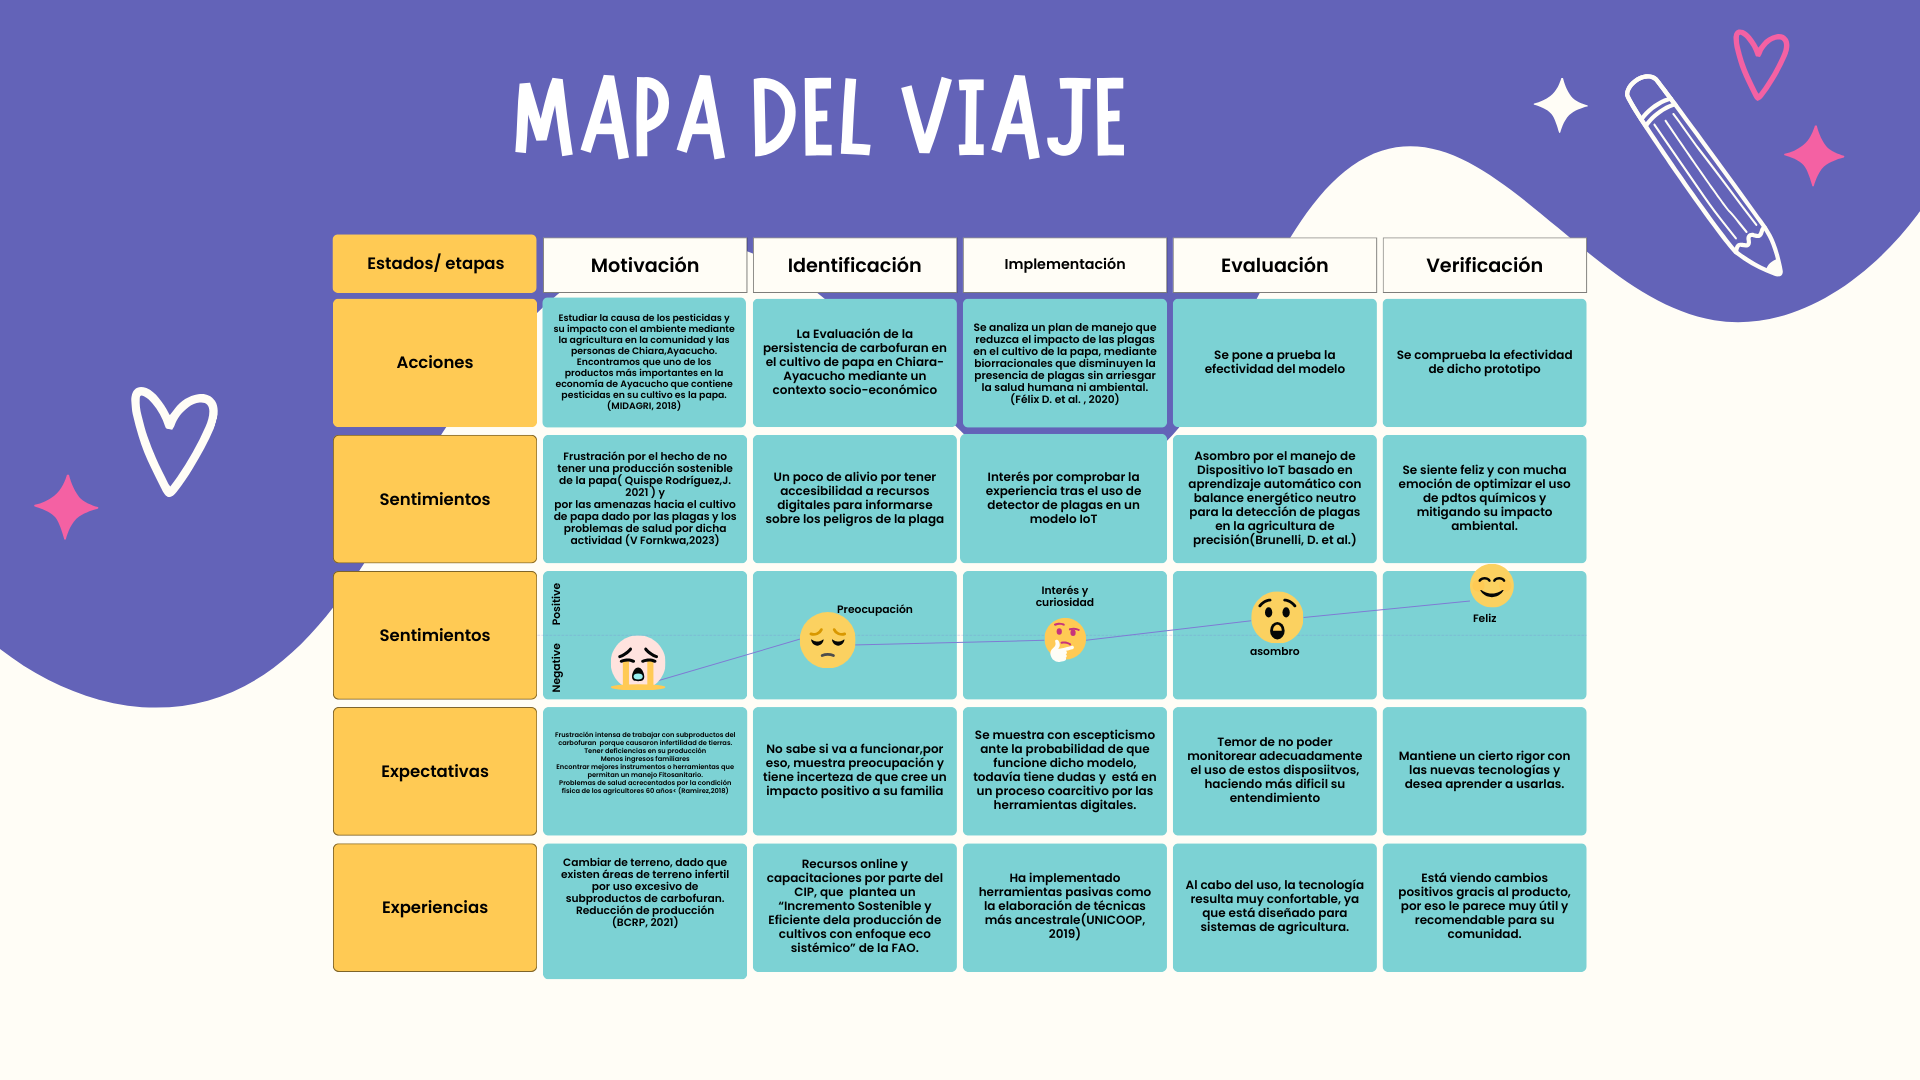 MAPA DEL VIAJE
Estados/ etapas
Motivación
Identificación
Implementación
Evaluación
Verificación
Acciones
Estudiar la causa de los pesticidas y
su impacto con el ambiente mediante
la agricultura en la comunidad y las
personas de Chiara,Ayacucho.
Encontramos que uno de los
productos más importantes en la
economía de Ayacucho que contiene
pesticidas en su cultivo es la papa.
(MIDAGRI, 2018)
La Evaluación de la
persistencia de carbofuran en
el cultivo de papa en Chiara-
Ayacucho mediante un
contexto socio-económico
Se analiza un plan de manejo que
reduzca el impacto de las plagas
en el cultivo de la papa, mediante
biorracionales que disminuyen la
presencia de plagas sin arriesgar
la salud humana ni ambiental.
(Félix D. et al. , 2020)
Se pone a prueba la
efectividad del modelo
Se comprueba la efectividad
de dicho prototipo
Sentimientos
Frustración por el hecho de no
tener una producción sostenible
de la papa( Quispe Rodríguez,J.
2021 ) y
por las amenazas hacia el cultivo
de papa dado por las plagas y los
problemas de salud por dicha
actividad (V Fornkwa,2023)
Un poco de alivio por tener
accesibilidad a recursos
digitales para informarse
sobre los peligros de la plaga
Interés por comprobar la
experiencia tras el uso de
detector de plagas en un
modelo IoT
Asombro por el manejo de
Dispositivo IoT basado en
aprendizaje automático con
balance energético neutro
para la detección de plagas
en la agricultura de
precisión(Brunelli, D. et al.)
Se siente feliz y con mucha
emoción de optimizar el uso
de pdtos químicos y
mitigando su impacto
ambiental.
Sentimientos
Positive
Negative
Preocupación
Interés y
curiosidad
asombro
Feliz
Expectativas
Frustración intensa de trabajar con subproductos del
carbofuran  porque causaron infertilidad de tierras.
Tener deficiencias en su producción
Menos ingresos familiares
Encontrar mejores instrumentos o herramientas que
permitan un manejo Fitosanitario.
Problemas de salud acrecentados por la condición
física de los agricultores 60 años< (Ramirez,2018)
No sabe si va a funcionar,por
eso, muestra preocupación y
tiene incerteza de que cree un
impacto positivo a su familia
Se muestra con escepticismo
ante la probabilidad de que
funcione dicho modelo,
todavía tiene dudas y  está en
un proceso coarcitivo por las
herramientas digitales.
Temor de no poder
monitorear adecuadamente
el uso de estos disposiitvos,
haciendo más dificil su
entendimiento
Mantiene un cierto rigor con
las nuevas tecnologías y
desea aprender a usarlas.
Experiencias
Cambiar de terreno, dado que
existen áreas de terreno infertil
por uso excesivo de
subproductos de carbofuran.
Reducción de producción
(BCRP, 2021)
Recursos online y
capacitaciones por parte del
CIP, que  plantea un
“Incremento Sostenible y
Eficiente dela producción de
cultivos con enfoque eco
sistémico” de la FAO.
Ha implementado
herramientas pasivas como
la elaboración de técnicas
más ancestrale(UNICOOP,
2019)
Al cabo del uso, la tecnología
resulta muy confortable, ya
que está diseñado para
sistemas de agricultura.
Está viendo cambios
positivos gracis al producto,
por eso le parece muy útil y
recomendable para su
comunidad.